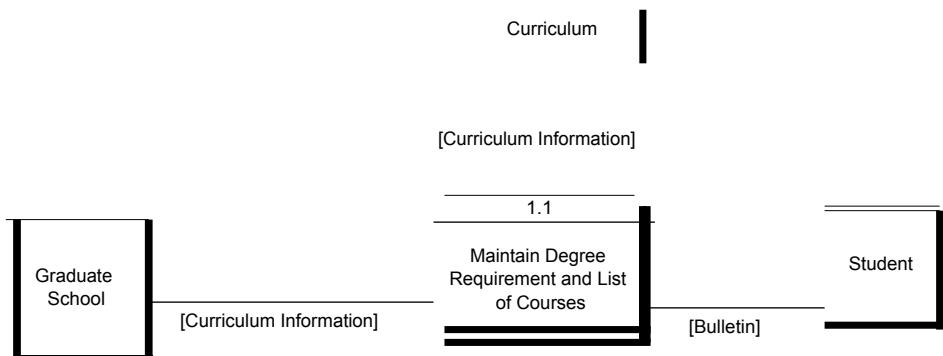 Curriculum
[Curriculum Information]
1.1
Maintain Degree
Requirement and List
of Courses
Graduate
School
Student
[Curriculum Information]
[Bulletin]